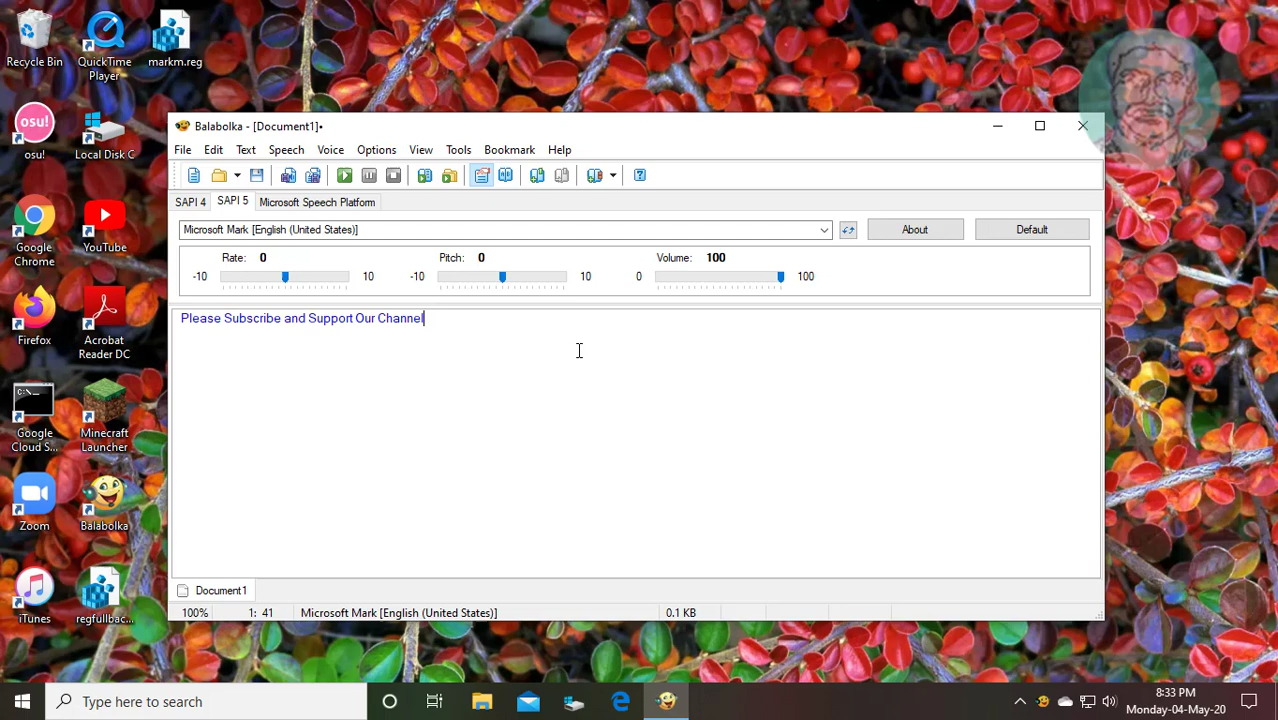 Recycle Bin
QuickTime Player
markm.reg
osu!
osu!
Local Disk C
Google Chrome
YouTube
Firefox
Acrobat Reader DC
Google Cloud S...
Minecraft Launcher
Zoom
Balabolka
iTunes
regfullbac...
Balabolka - [Document1]•
File Edit Text Speech Voice Options View Tools Bookmark Help
SAPI 4 SAPI 5 Microsoft Speech Platform
Microsoft Mark [English (United States)] About Default
Rate: 0 Pitch: 0 Volume: 100
-10 10 -10 10 0 100
Please Subscribe and Support Our Channel
Document1
100% 1: 41 Microsoft Mark [English (United States)] 0.1 KB
Type here to search
8:33 PM
Monday-04-May-20